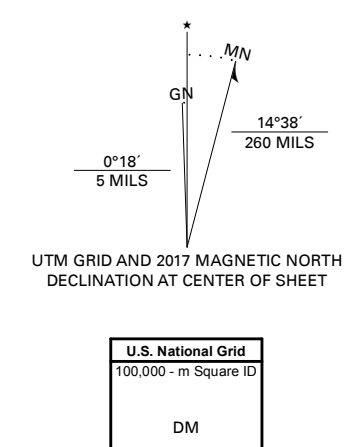 ★
MN
GN
14°38´
260 MILS
0°18´
5 MILS
UTM GRID AND 2017 MAGNETIC NORTH
DECLINATION AT CENTER OF SHEET
U.S. National Grid
100,000 - m Square ID
DM